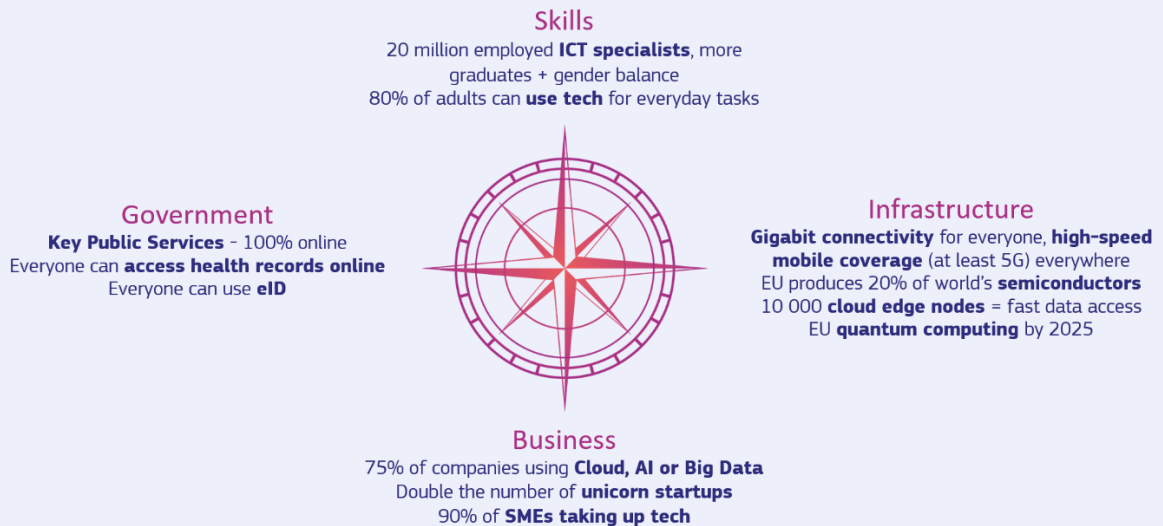 Skills
20 million employed ICT specialists, more
graduates + gender balance
80% of adults can use tech for everyday tasks
Government
Key Public Services - 100% online
Everyone can access health records online
Everyone can use eID
Infrastructure
Gigabit connectivity for everyone, high-speed
mobile coverage (at least 5G) everywhere
EU produces 20% of world's semiconductors
10 000 cloud edge nodes = fast data access
EU quantum computing by 2025
Business
75% of companies using Cloud, AI or Big Data
Double the number of unicorn startups
90% of SMEs taking up tech